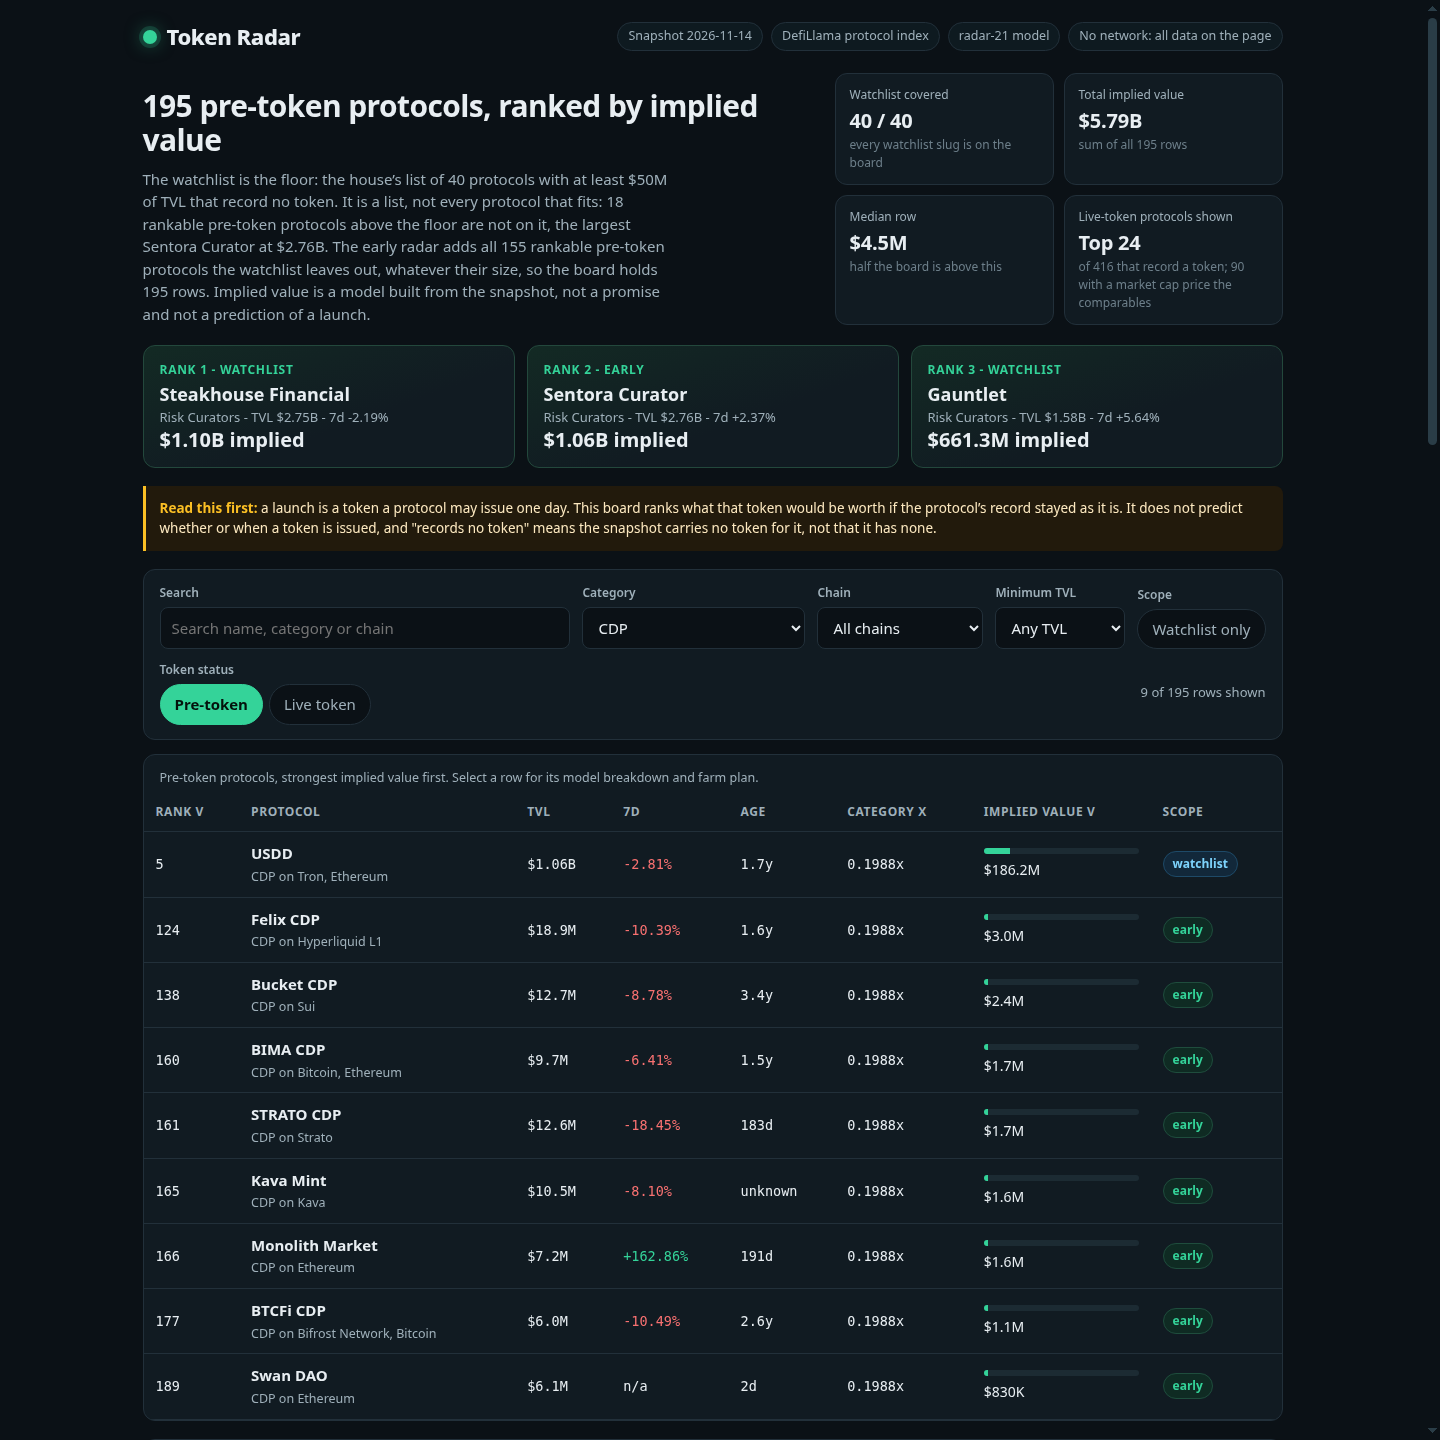 Token Radar
Snapshot 2026-11-14
DefiLlama protocol index
radar-21 model
No network: all data on the page
195 pre-token protocols, ranked by implied
value
The watchlist is the floor: the house’s list of 40 protocols with at least $50M
of TVL that record no token. It is a list, not every protocol that fits: 18
rankable pre-token protocols above the floor are not on it, the largest
Sentora Curator at $2.76B. The early radar adds all 155 rankable pre-token
protocols the watchlist leaves out, whatever their size, so the board holds
195 rows. Implied value is a model built from the snapshot, not a promise
and not a prediction of a launch.
Watchlist covered
40 / 40
every watchlist slug is on the
board
Total implied value
$5.79B
sum of all 195 rows
Median row
$4.5M
half the board is above this
Live-token protocols shown
Top 24
of 416 that record a token; 90
with a market cap price the
comparables
RANK 1 - WATCHLIST
Steakhouse Financial
Risk Curators - TVL $2.75B - 7d -2.19%
$1.10B implied
RANK 2 - EARLY
Sentora Curator
Risk Curators - TVL $2.76B - 7d +2.37%
$1.06B implied
RANK 3 - WATCHLIST
Gauntlet
Risk Curators - TVL $1.58B - 7d +5.64%
$661.3M implied
Read this first: a launch is a token a protocol may issue one day. This board ranks what that token would be worth if the protocol’s record stayed as it is. It does not predict
whether or when a token is issued, and "records no token" means the snapshot carries no token for it, not that it has none.
Search
Search name, category or chain
Category
CDP
Chain
All chains
Minimum TVL
Any TVL
Scope
Watchlist only
Token status
Pre-token
Live token
9 of 195 rows shown
Pre-token protocols, strongest implied value first. Select a row for its model breakdown and farm plan.
RANK V PROTOCOL TVL 7D AGE CATEGORY X IMPLIED VALUE V SCOPE
5 USDD $1.06B -2.81% 1.7y 0.1988x $186.2M watchlist
CDP on Tron, Ethereum
124 Felix CDP $18.9M -10.39% 1.6y 0.1988x $3.0M early
CDP on Hyperliquid L1
138 Bucket CDP $12.7M -8.78% 3.4y 0.1988x $2.4M early
CDP on Sui
160 BIMA CDP $9.7M -6.41% 1.5y 0.1988x $1.7M early
CDP on Bitcoin, Ethereum
161 STRATO CDP $12.6M -18.45% 183d 0.1988x $1.7M early
CDP on Strato
165 Kava Mint $10.5M -8.10% unknown 0.1988x $1.6M early
CDP on Kava
166 Monolith Market $7.2M +162.86% 191d 0.1988x $1.6M early
CDP on Ethereum
177 BTCFi CDP $6.0M -10.49% 2.6y 0.1988x $1.1M early
CDP on Bifrost Network, Bitcoin
189 Swan DAO $6.1M n/a 2d 0.1988x $830K early
CDP on Ethereum